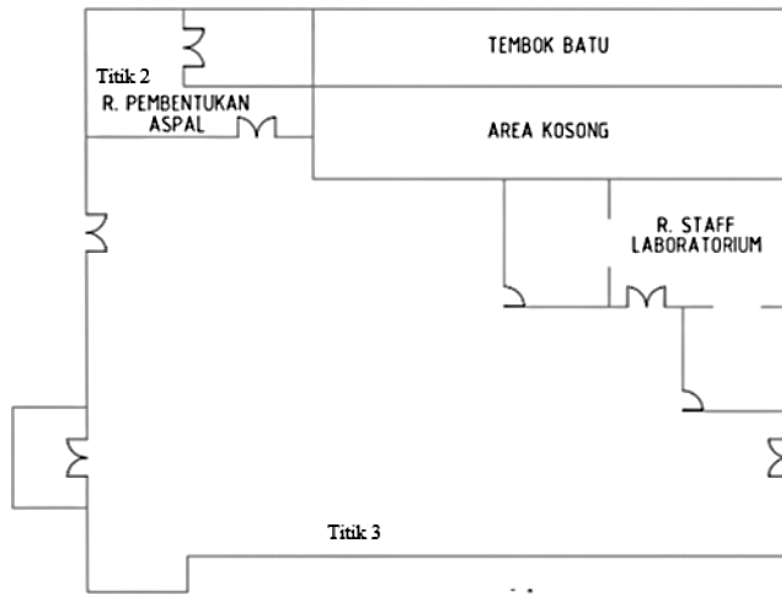 TEMBOK BATU
Titik 2
R. PEMBENTUKAN
ASPAL
AREA KOSONG
R. STAFF
LABORATORIUM
Titik 3